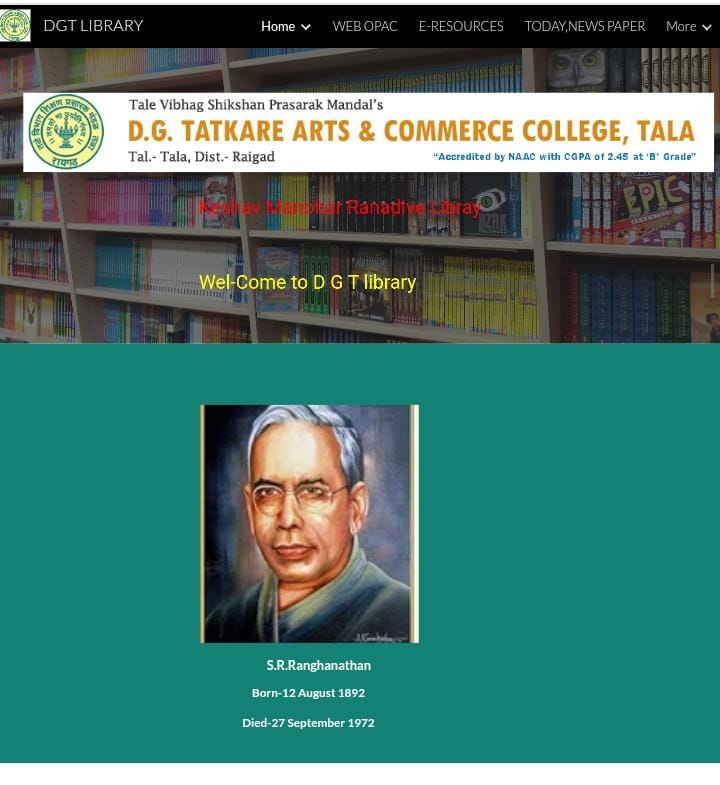 DGT LIBRARY
Home
WEB OPAC
E-RESOURCES
TODAY,NEWS PAPER
More
Tale Vibhag Shikshan Prasarak Mandal's
D.G. TATKARE ARTS & COMMERCE COLLEGE, TALA
Tal.- Tala, Dist.- Raigad
"Accredited by NAAC with CGPA of 2.45 at 'B' Grade"
रायगड
Keshav Manohar Ranadive Libray
EPIC
Wel-Come to D G T library
S.R.Ranghanathan
Born-12 August 1892
Died-27 September 1972